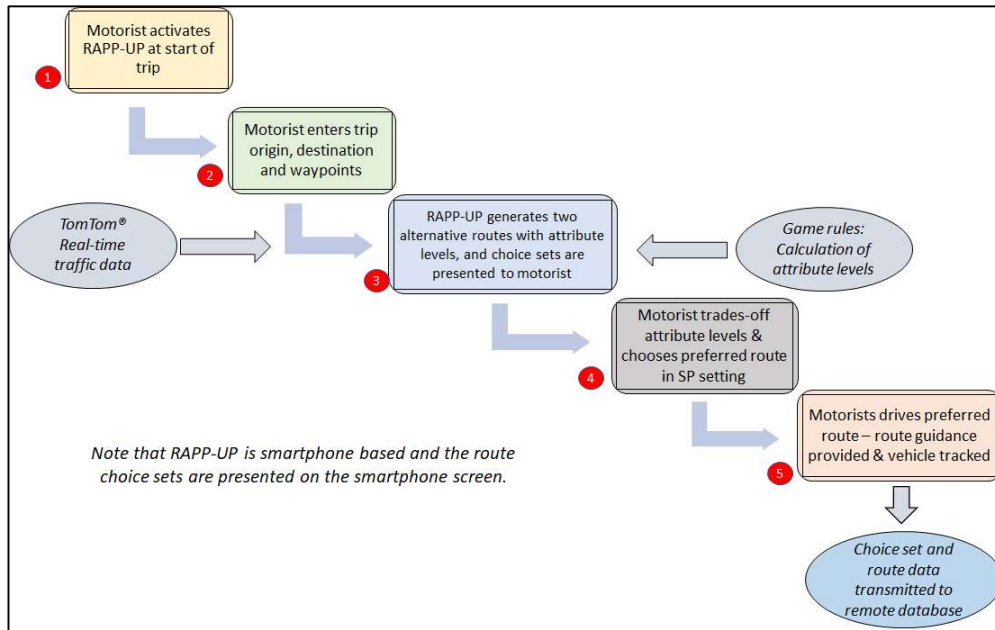 Motorist activates
RAPP-UP at start of
trip
1
Motorist enters trip
origin, destination
and waypoints
2
TomTom®
Real-time
traffic data
RAPP-UP generates two
alternative routes with attribute
levels, and choice sets are
presented to motorist
3
Game rules:
Calculation of
attribute levels
Motorist trades-off
attribute levels &
chooses preferred route
in SP setting
4
Motorists drives preferred
route – route guidance
provided & vehicle tracked
5
Note that RAPP-UP is smartphone based and the route
choice sets are presented on the smartphone screen.
Choice set and
route data
transmitted to
remote database